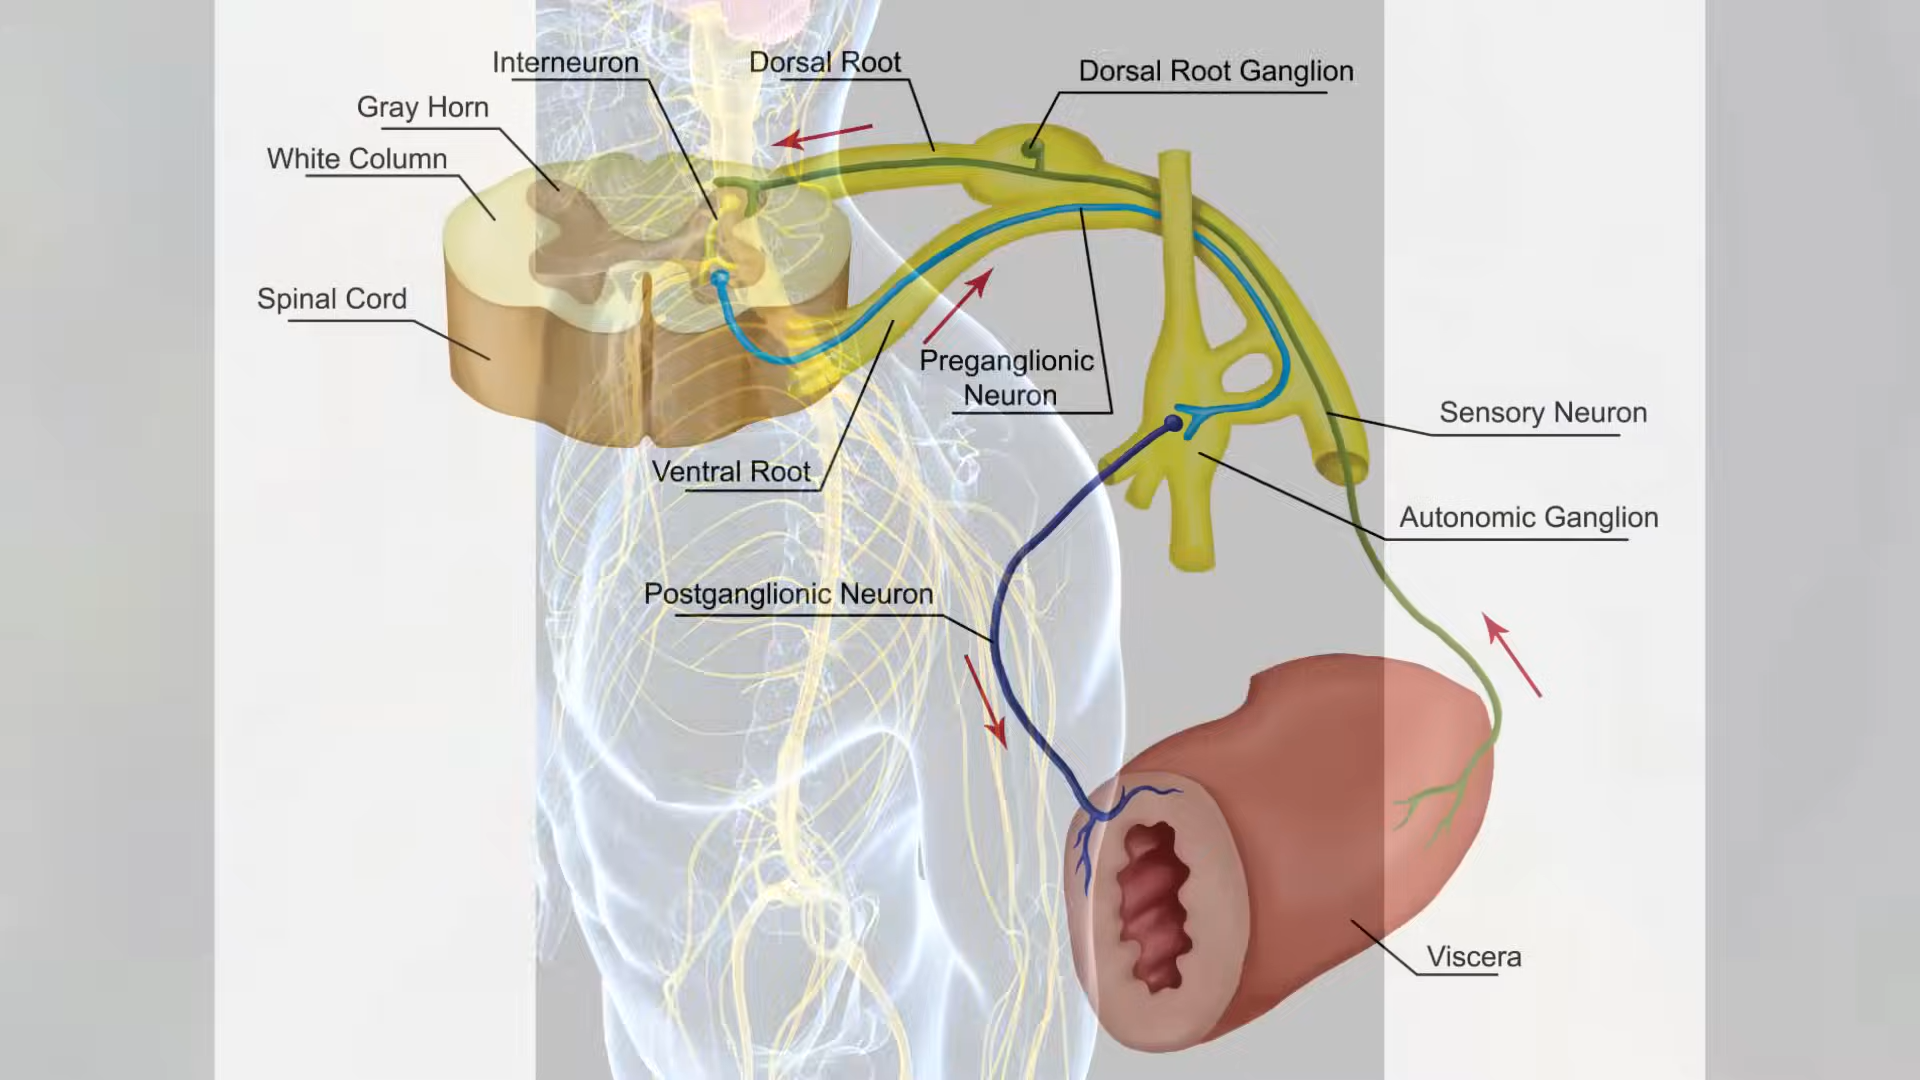 Interneuron
Dorsal Root
Dorsal Root Ganglion
Gray Horn
White Column
Spinal Cord
Preganglionic
Neuron
Sensory Neuron
Ventral Root
Autonomic Ganglion
Postganglionic Neuron
Viscera